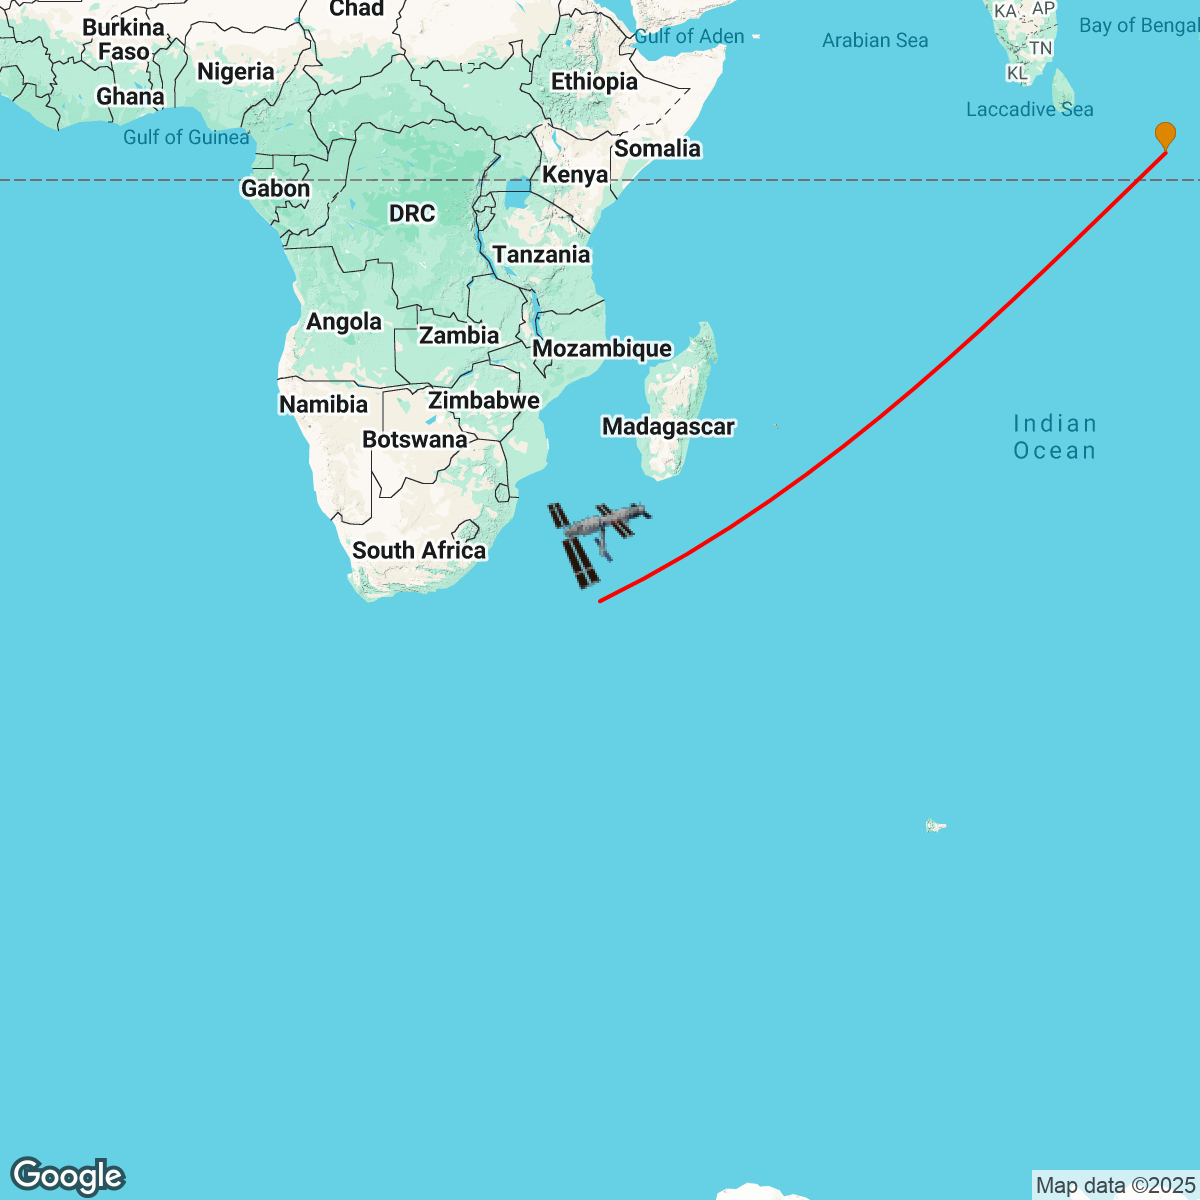 Chad
KA
AP
Burkina
Faso
Gulf of Aden
Arabian Sea
Bay of Bengal
TN
Nigeria
KL
Ethiopia
Ghana
Laccadive Sea
Gulf of Guinea
Somalia
Kenya
Gabon
DRC
Tanzania
Angola
Zambia
Mozambique
Namibia
Zimbabwe
Botswana
Madagascar
Indian
Ocean
South Africa
Google
Map data ©2025